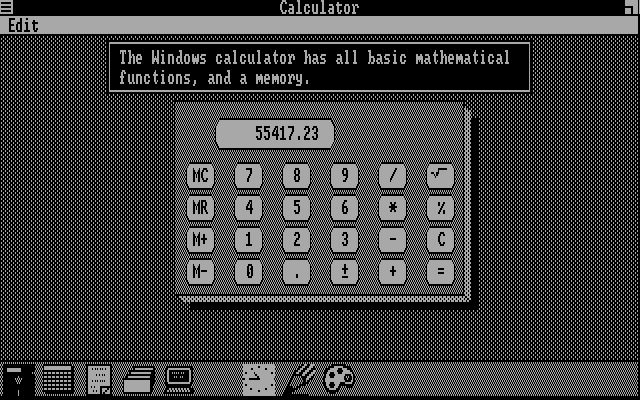 Calculator
Edit
The Windows calculator has all basic mathematical
functions, and a memory.
55417.23
MC 7 8 9 / √
MR 4 5 6 * %
M+ 1 2 3 - C
M- 0 . ± + =